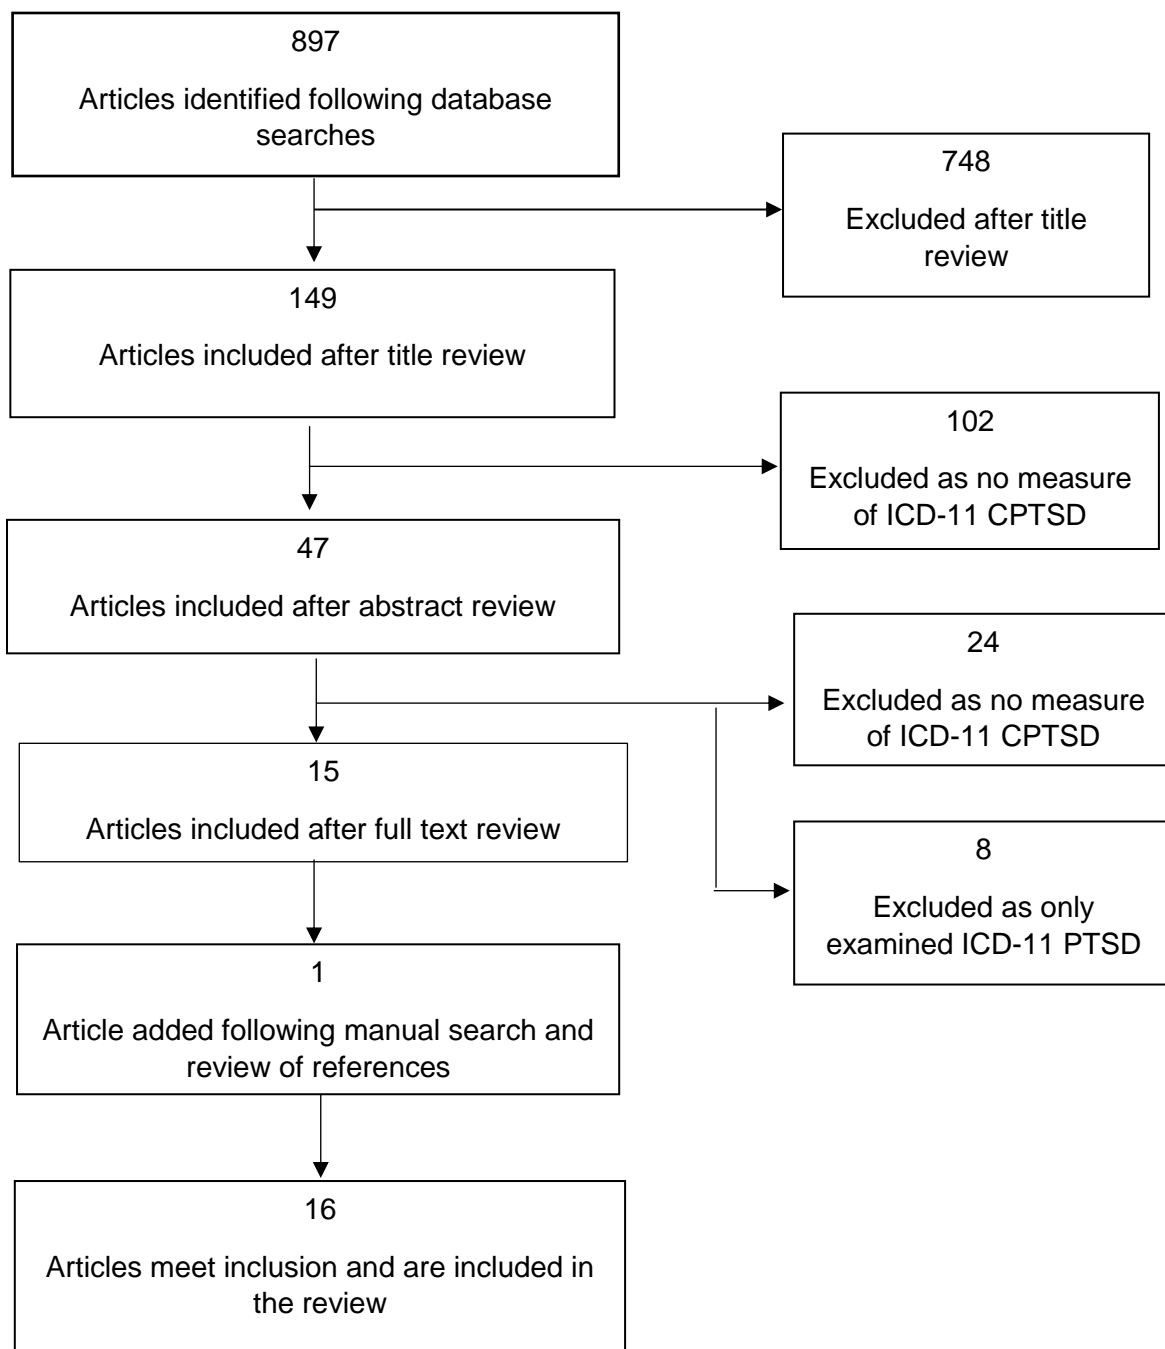 897
Articles identified following database
searches
748
Excluded after title
review
149
Articles included after title review
102
Excluded as no measure
of ICD-11 CPTSD
47
Articles included after abstract review
24
Excluded as no measure
of ICD-11 CPTSD
15
Articles included after full text review
8
Excluded as only
examined ICD-11 PTSD
1
Article added following manual search and
review of references
16
Articles meet inclusion and are included in
the review